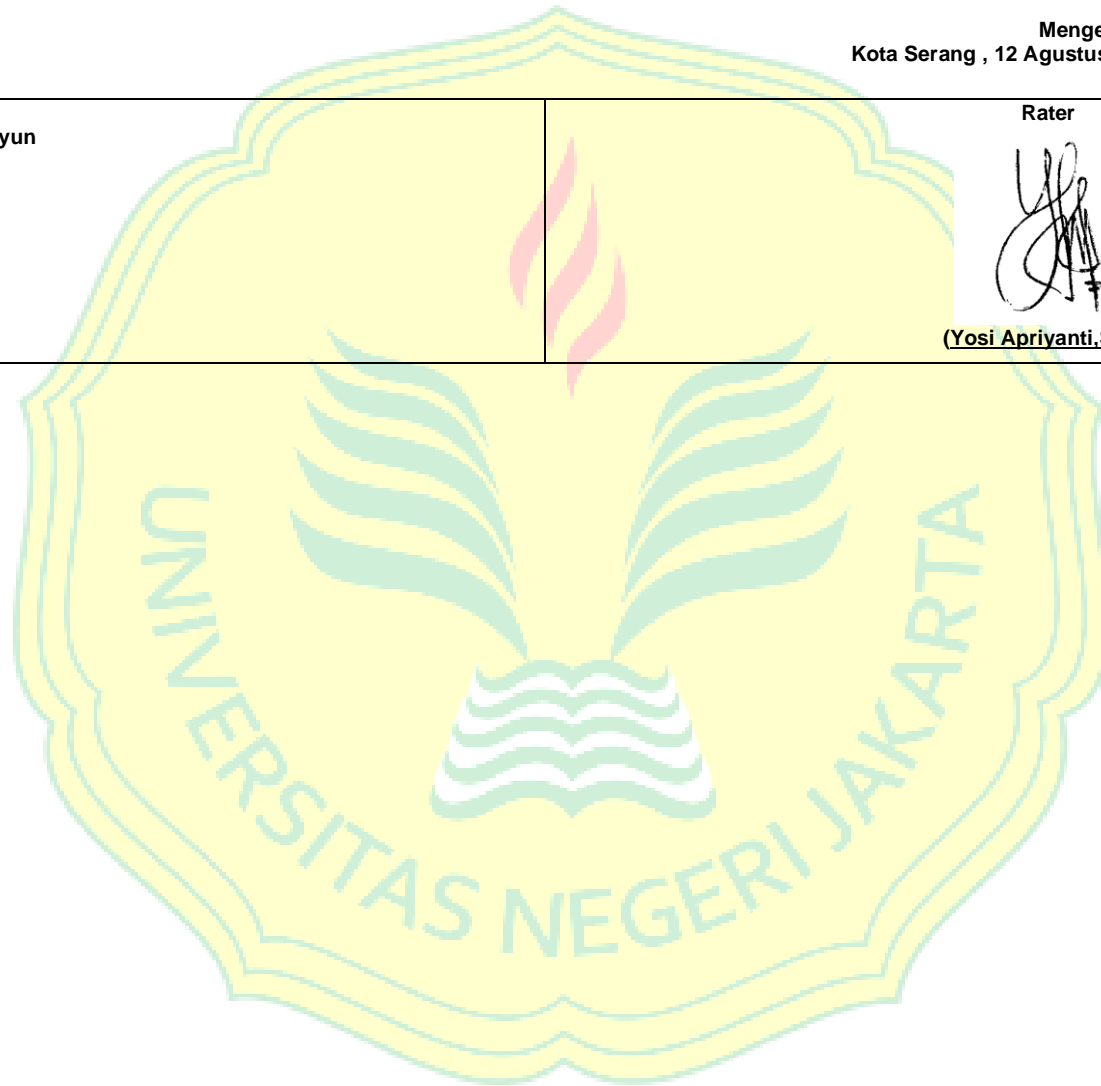 Menge
Kota Serang , 12 Agustus
yun
Rater
(Yosi Apriyanti,
UNIVERSITAS NEGERI JAKARTA